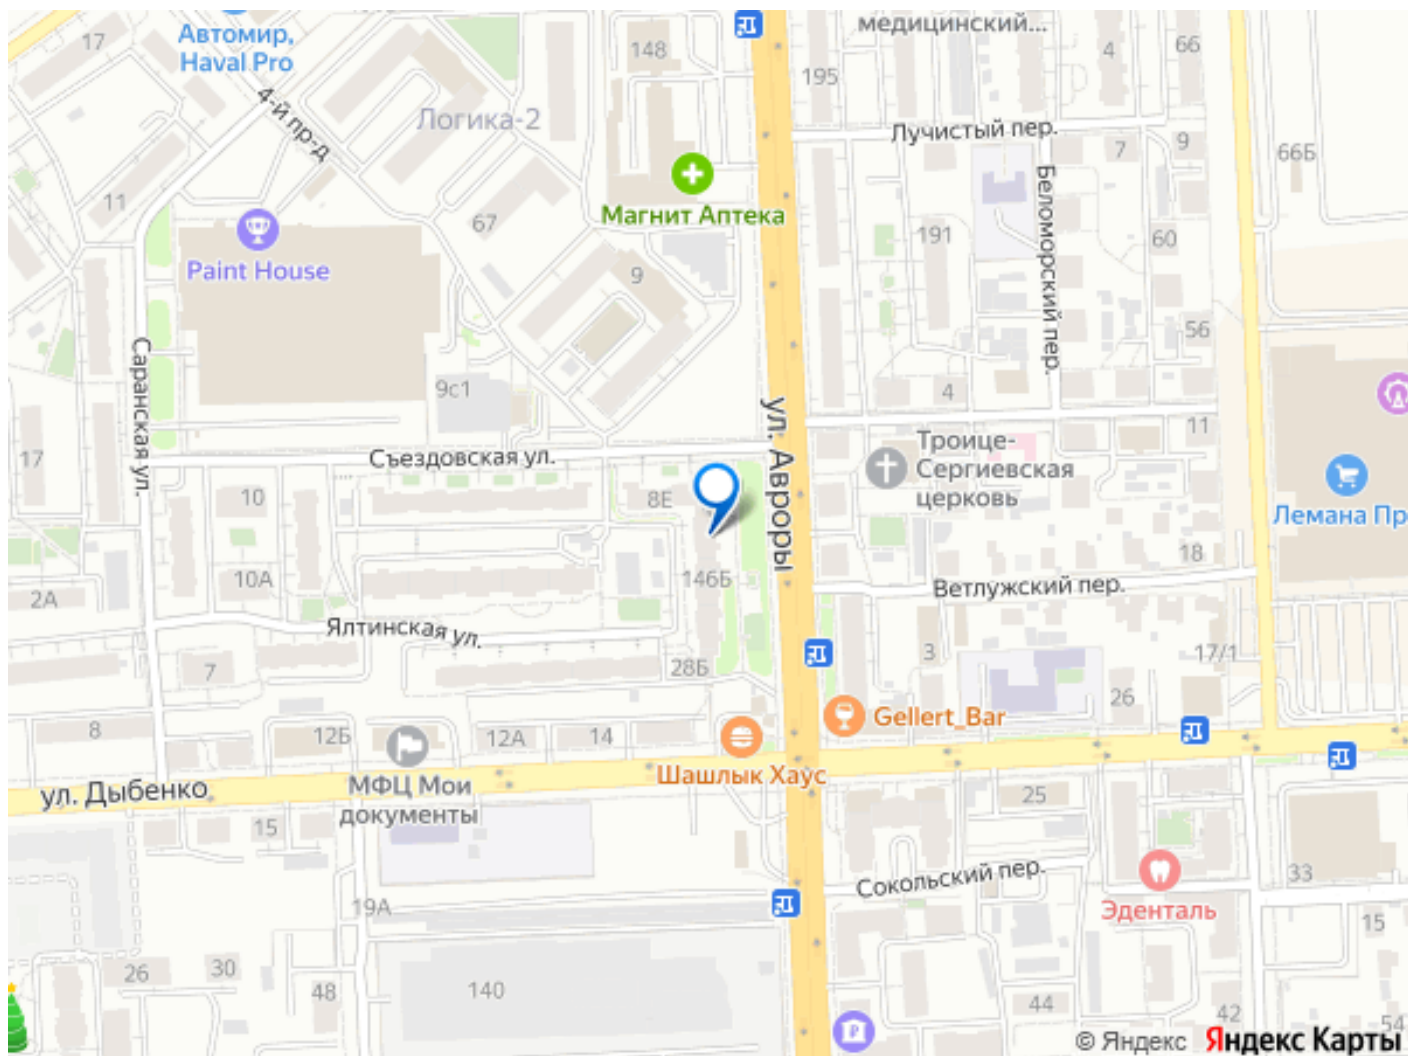 медицинский...
17
Автомир,
Haval Pro
148
195
4
66
4-й пр-д
Логика-2
Лучистый пер.
7
9
66Б
Магнит Аптека
11
67
Paint House
9
191
60
Беломорский пер.
56
Саранская ул.
9с1
4
ул. Авроры
11
Троице-
Сергиевская
церковь
17
Съездовская ул.
10
8Е
Лемана Пр
18
10А
146Б
Ветлужский пер.
2А
Ялтинская ул.
7
28Б
3
17/1
26
8
12Б
12А
14
Gellert_Bar
Шашлык Хаус
МФЦ Мои
документы
ул. Дыбенко
15
25
33
Сокольский пер.
Эденталь
19А
15
26
30
48
140
44
42
54
© Яндекс
Яндекс Карты